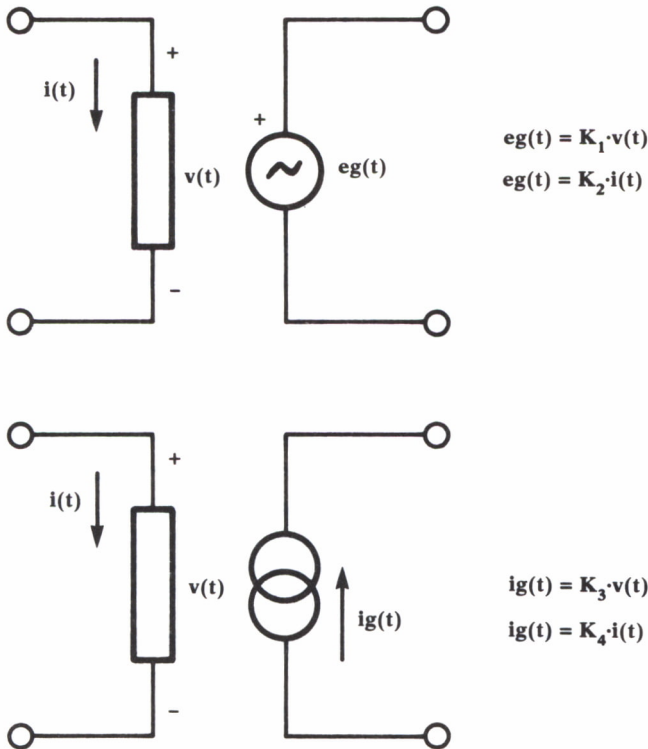 +
i(t)
v(t)
−
+
eg(t)
eg(t) = K₁·v(t)
eg(t) = K₂·i(t)
+
i(t)
v(t)
−
ig(t)
ig(t) = K₃·v(t)
ig(t) = K₄·i(t)